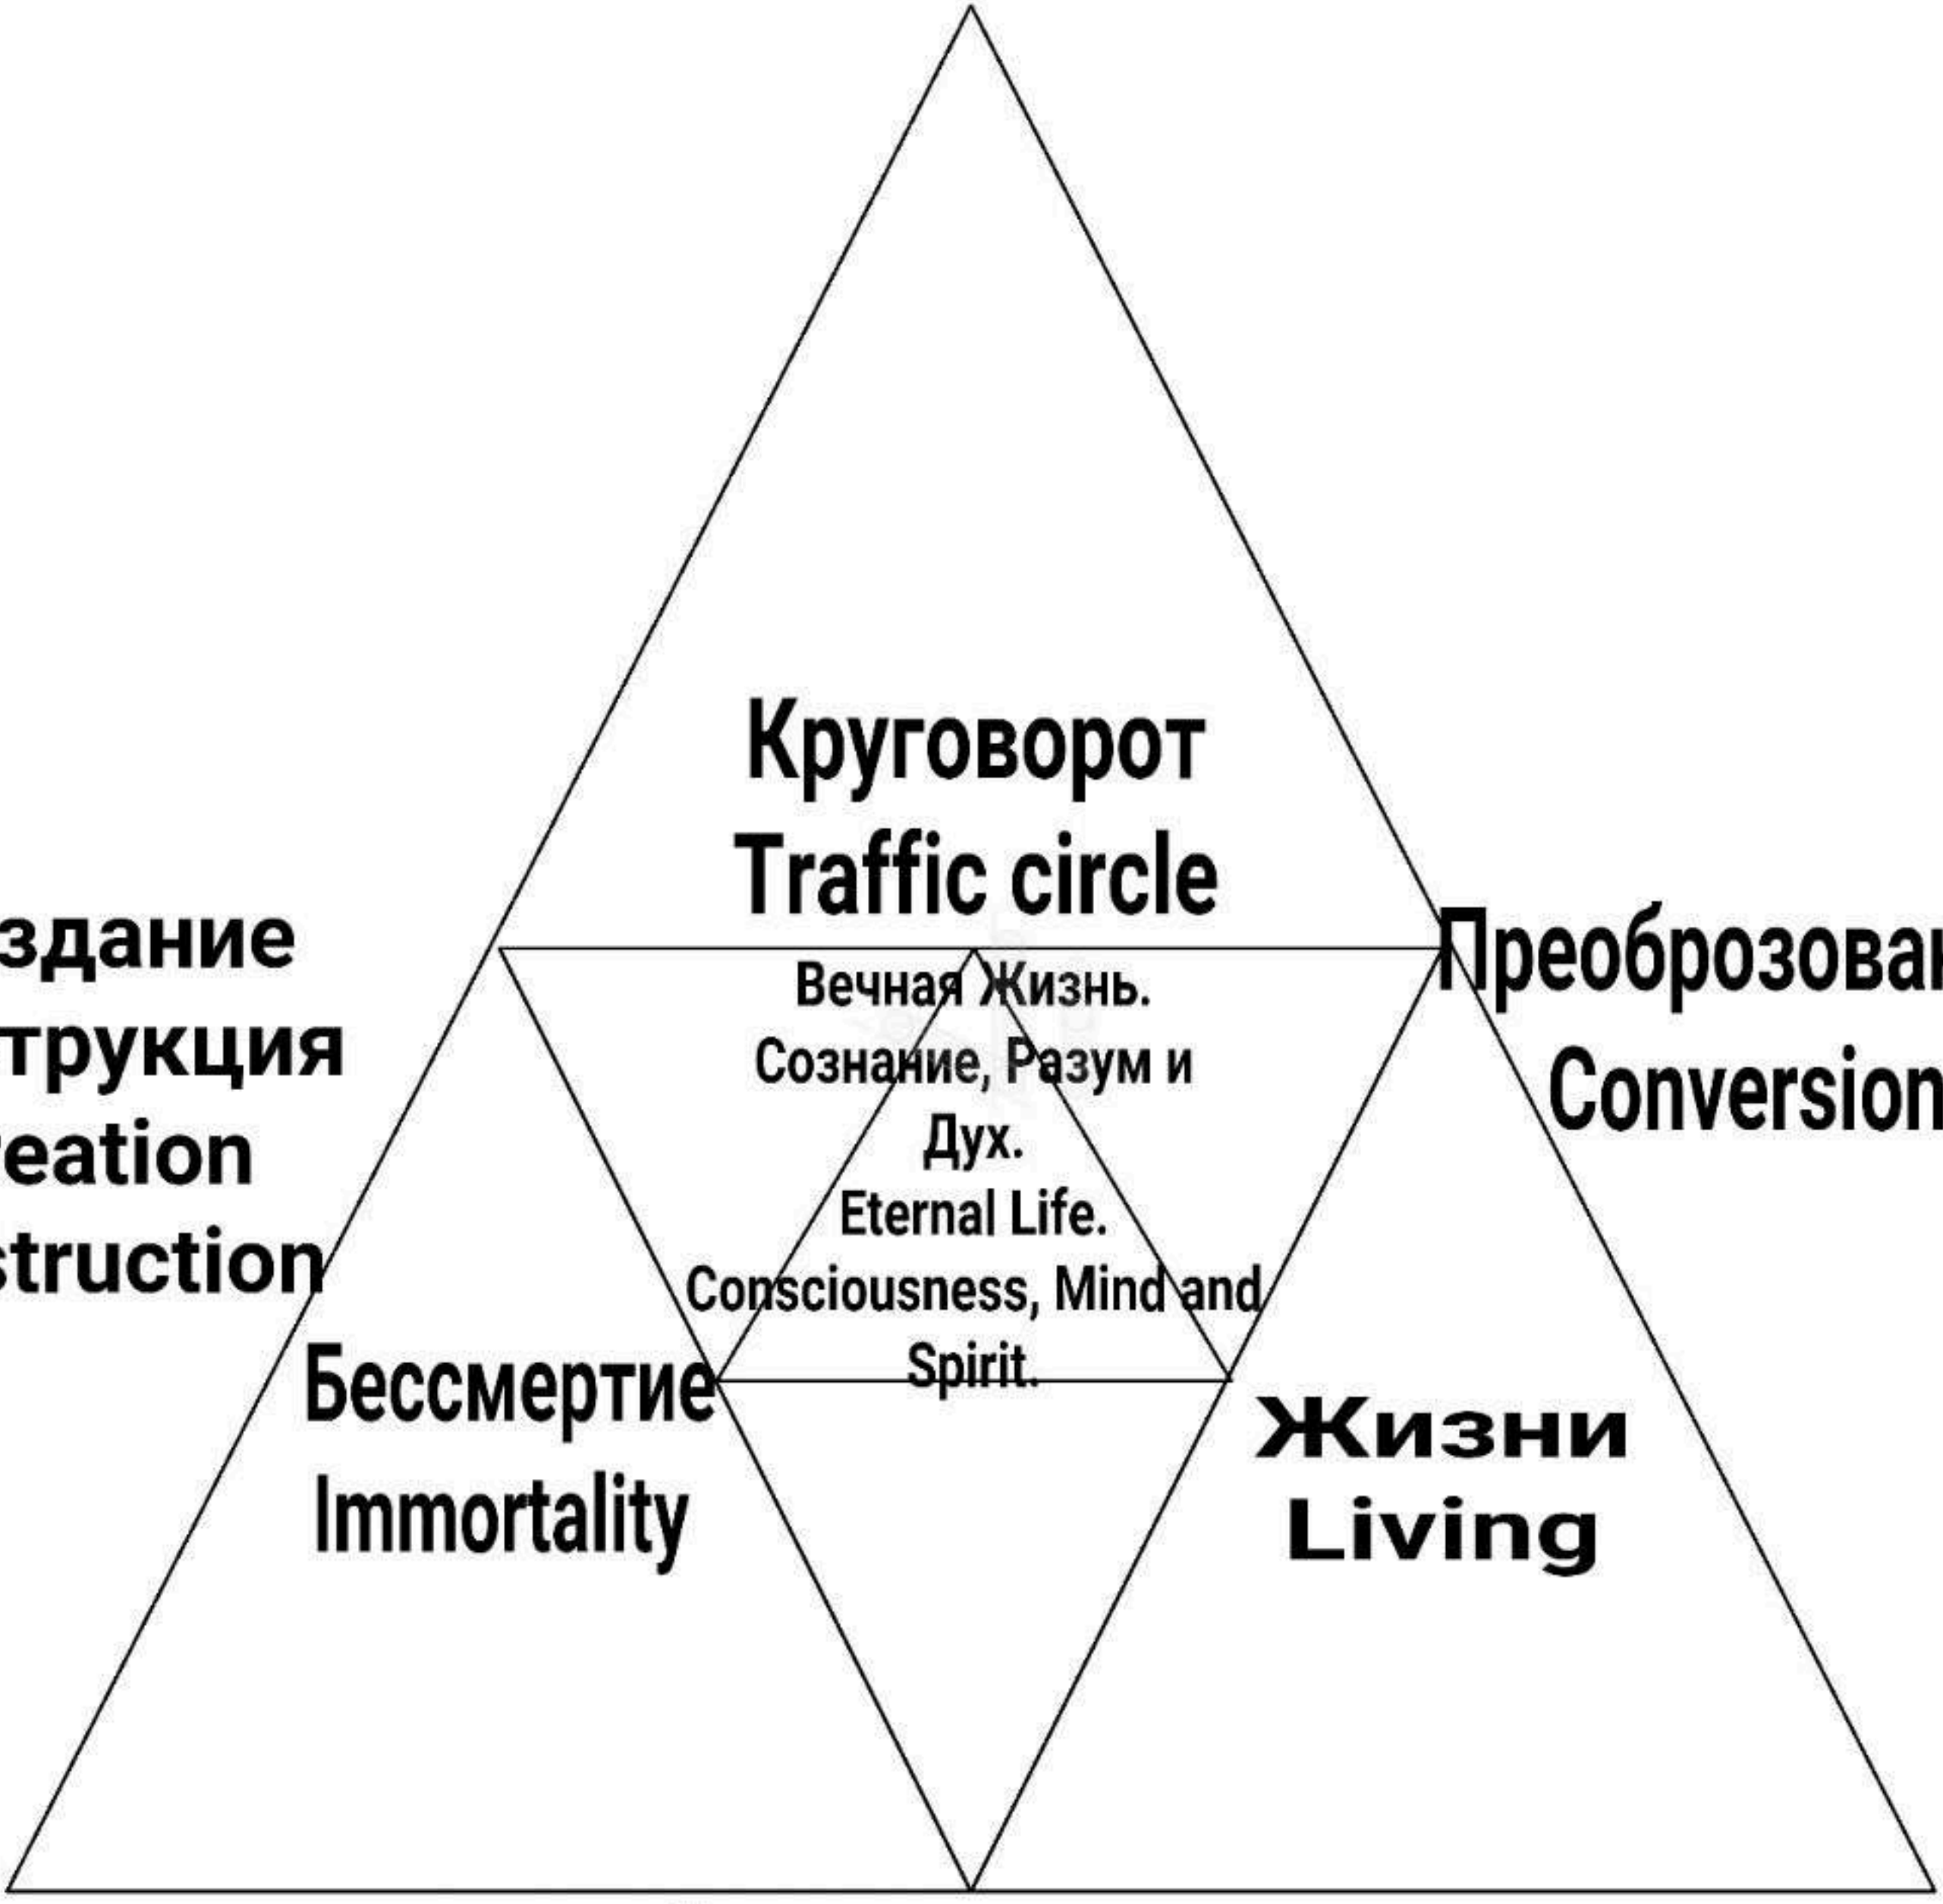 Круговорот
Traffic circle
здание
трукция
eation
struction
Преоброзован
Conversion
Вечная Жизнь.
Сознание, Разум и
Дух.
Eternal Life.
Consciousness, Mind and
Spirit.
Бессмертие
Immortality
Жизни
Living